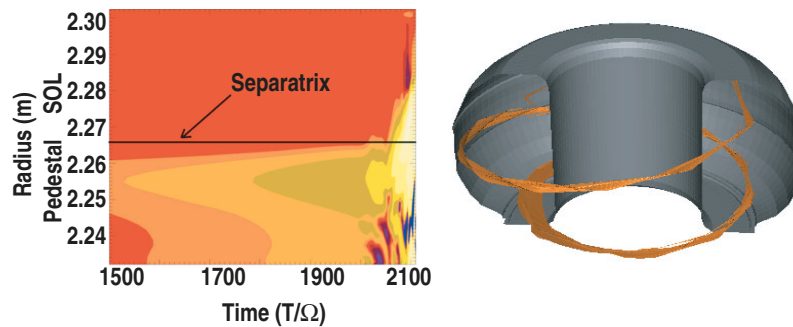 2.30
2.29
2.28
2.27
2.26
2.25
2.24
Radius (m)
Pedestal SOL
Separatrix
1500 1700 1900 2100
Time (T/Ω)